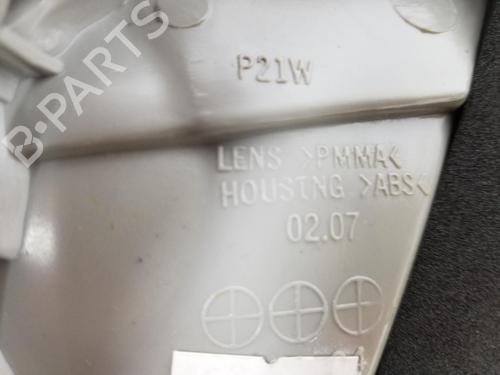 B-PARTS
P21W
LENS >PMMA<
HOUSING >ABS<
02.07